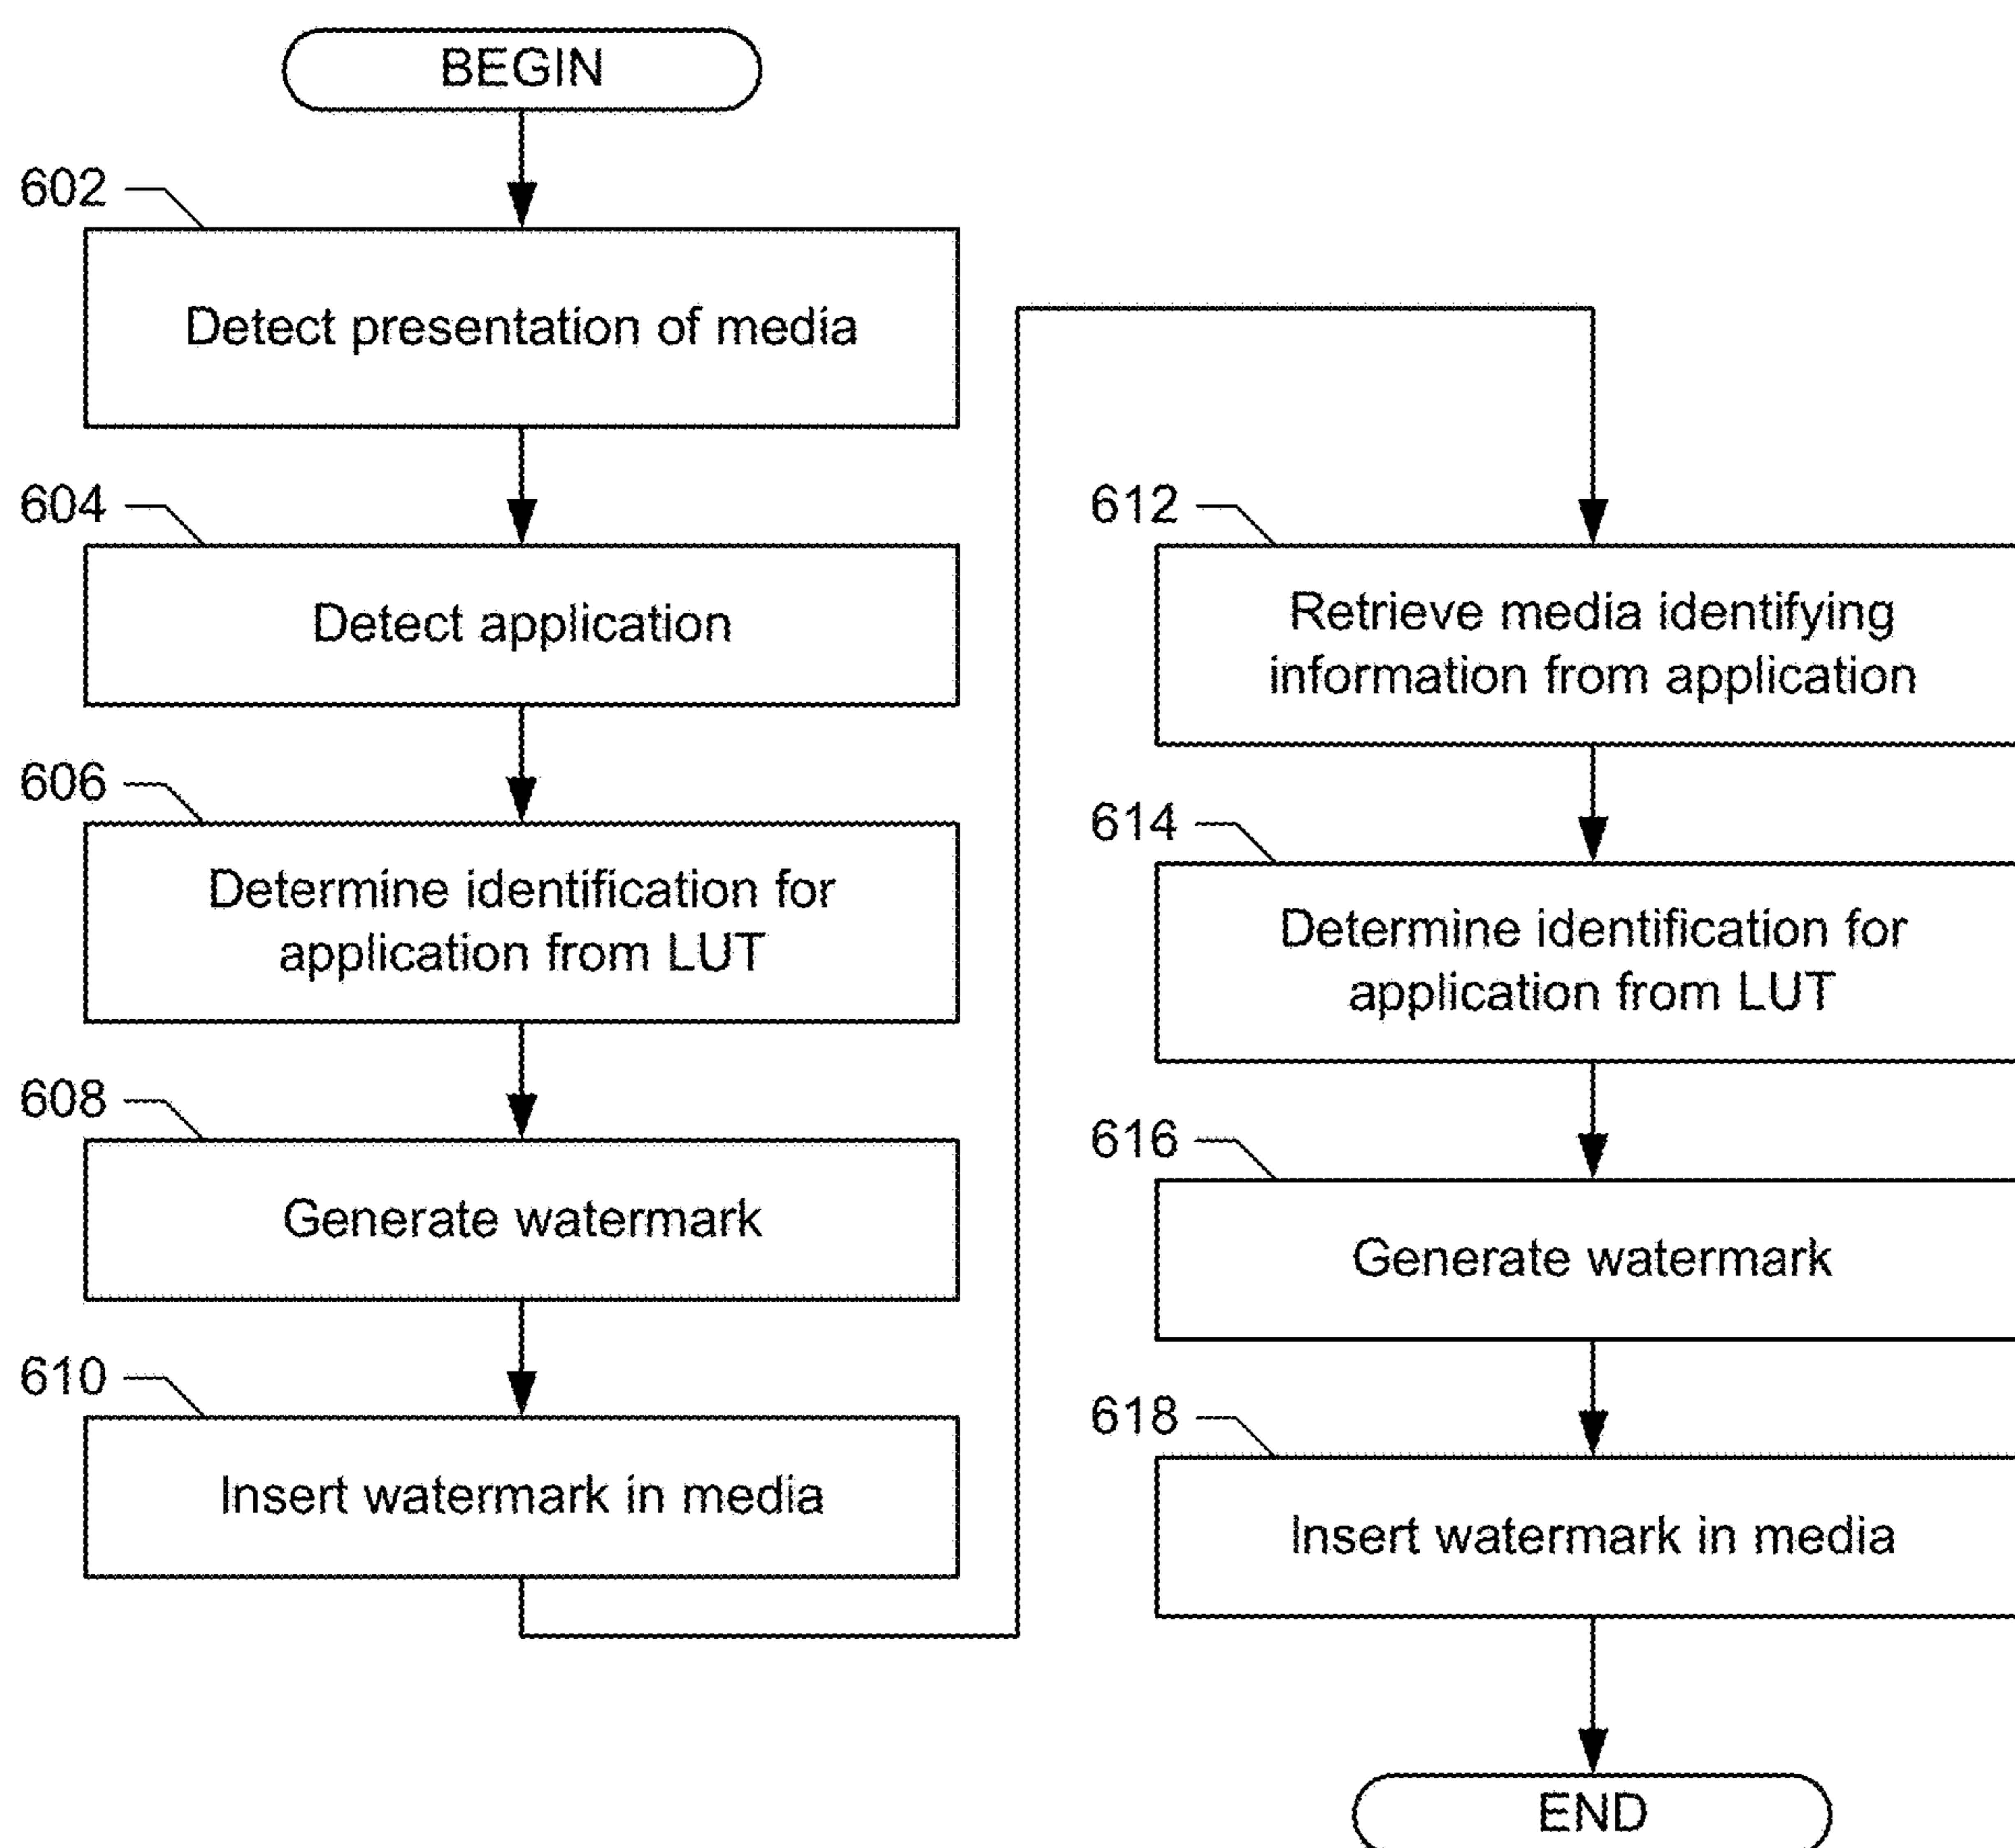 BEGIN
602
Detect presentation of media
604
Detect application
606
Determine identification for
application from LUT
608
Generate watermark
610
Insert watermark in media
612
Retrieve media identifying
information from application
614
Determine identification for
application from LUT
616
Generate watermark
618
Insert watermark in media
END